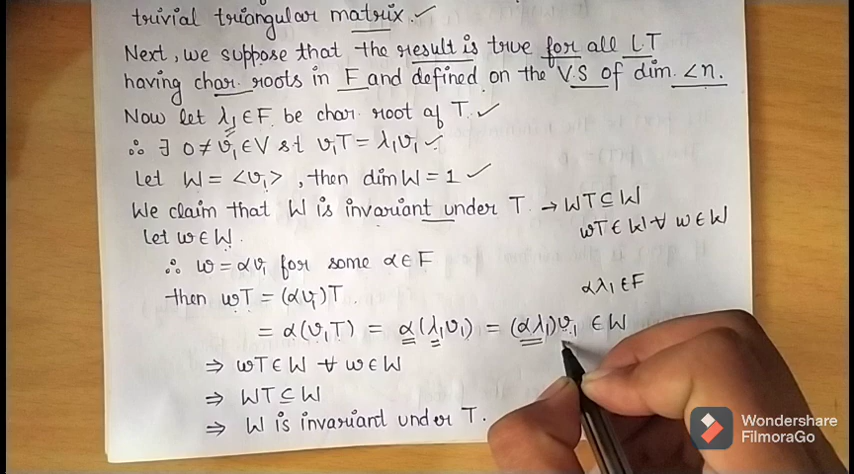 trivial triangular matrix. ✓
Next, we suppose that the result is true for all L.T
having char. roots in F and defined on the V.S of dim. < n.
Now let λ₁ ∈ F be char. root of T. ✓
∴ ∃ 0 ≠ v₁ ∈ V st v₁T = λ₁v₁ ✓
Let W = <v₁>, then dim W = 1 ✓
We claim that W is invariant under T. → WT ⊆ W
wT ∈ W ∀ w ∈ W
Let w ∈ W.
∴ w = αv₁ for some α ∈ F
then wT = (αv₁)T
αλ₁ ∈ F
= α(v₁T) = α(λ₁v₁) = (αλ₁)v₁ ∈ W
⇒ wT ∈ W ∀ w ∈ W
⇒ WT ⊆ W
⇒ W is invariant under T.
Wondershare
FilmoraGo